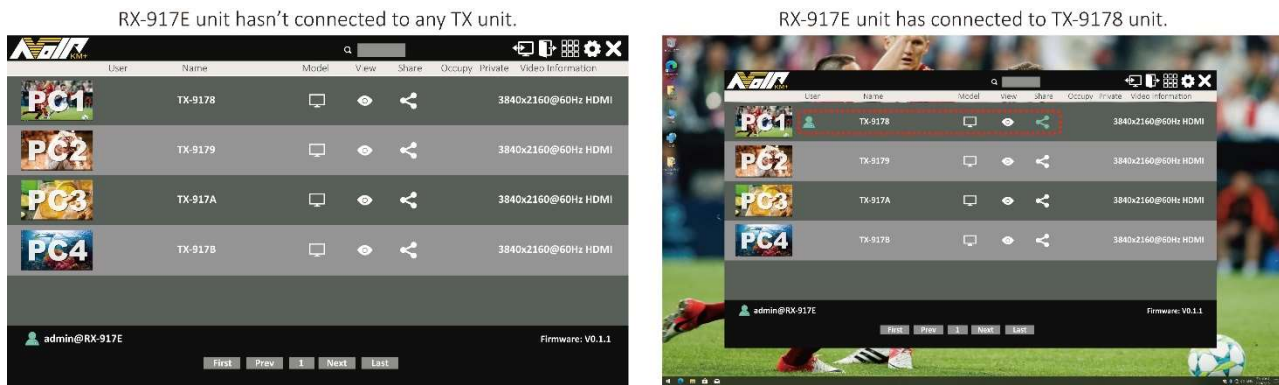 RX-917E unit hasn't connected to any TX unit.
AVoIP KM+
User Name Model View Share Occupy Private Video Information
PC1 TX-9178 3840x2160@60Hz HDMI
PC2 TX-9179 3840x2160@60Hz HDMI
PC3 TX-917A 3840x2160@60Hz HDMI
PC4 TX-917B 3840x2160@60Hz HDMI
admin@RX-917E Firmware: V0.1.1
First Prev 1 Next Last
RX-917E unit has connected to TX-9178 unit.
AVoIP KM+
User Name Model View Share Occupy Private Video Information
PC1 TX-9178 3840x2160@60Hz HDMI
PC2 TX-9179 3840x2160@60Hz HDMI
PC3 TX-917A 3840x2160@60Hz HDMI
PC4 TX-917B 3840x2160@60Hz HDMI
admin@RX-917E Firmware: V0.1.1
First Prev 1 Next Last